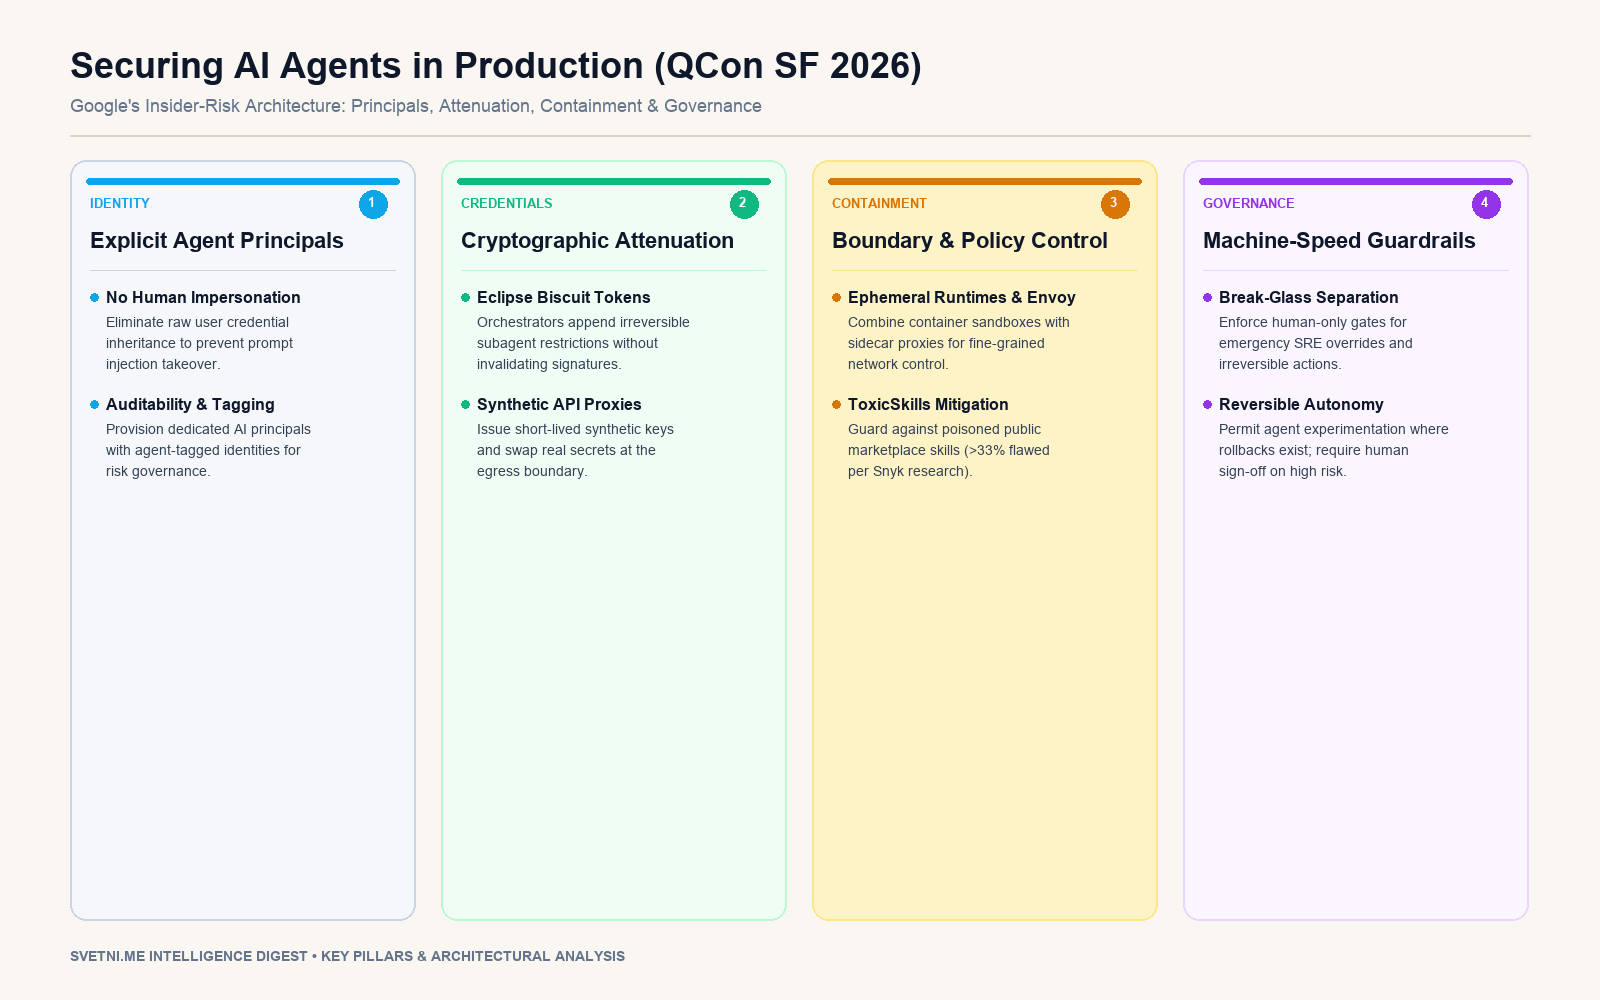 Securing AI Agents in Production (QCon SF 2026)
Google's Insider-Risk Architecture: Principals, Attenuation, Containment & Governance
IDENTITY
1
Explicit Agent Principals
No Human Impersonation
Eliminate raw user credential
inheritance to prevent prompt
injection takeover.
Auditability & Tagging
Provision dedicated AI principals
with agent-tagged identities for
risk governance.
CREDENTIALS
2
Cryptographic Attenuation
Eclipse Biscuit Tokens
Orchestrators append irreversible
subagent restrictions without
invalidating signatures.
Synthetic API Proxies
Issue short-lived synthetic keys
and swap real secrets at the
egress boundary.
CONTAINMENT
3
Boundary & Policy Control
Ephemeral Runtimes & Envoy
Combine container sandboxes with
sidecar proxies for fine-grained
network control.
ToxicSkills Mitigation
Guard against poisoned public
marketplace skills (>33% flawed
per Snyk research).
GOVERNANCE
4
Machine-Speed Guardrails
Break-Glass Separation
Enforce human-only gates for
emergency SRE overrides and
irreversible actions.
Reversible Autonomy
Permit agent experimentation where
rollbacks exist; require human
sign-off on high risk.
SVETNI.ME INTELLIGENCE DIGEST • KEY PILLARS & ARCHITECTURAL ANALYSIS